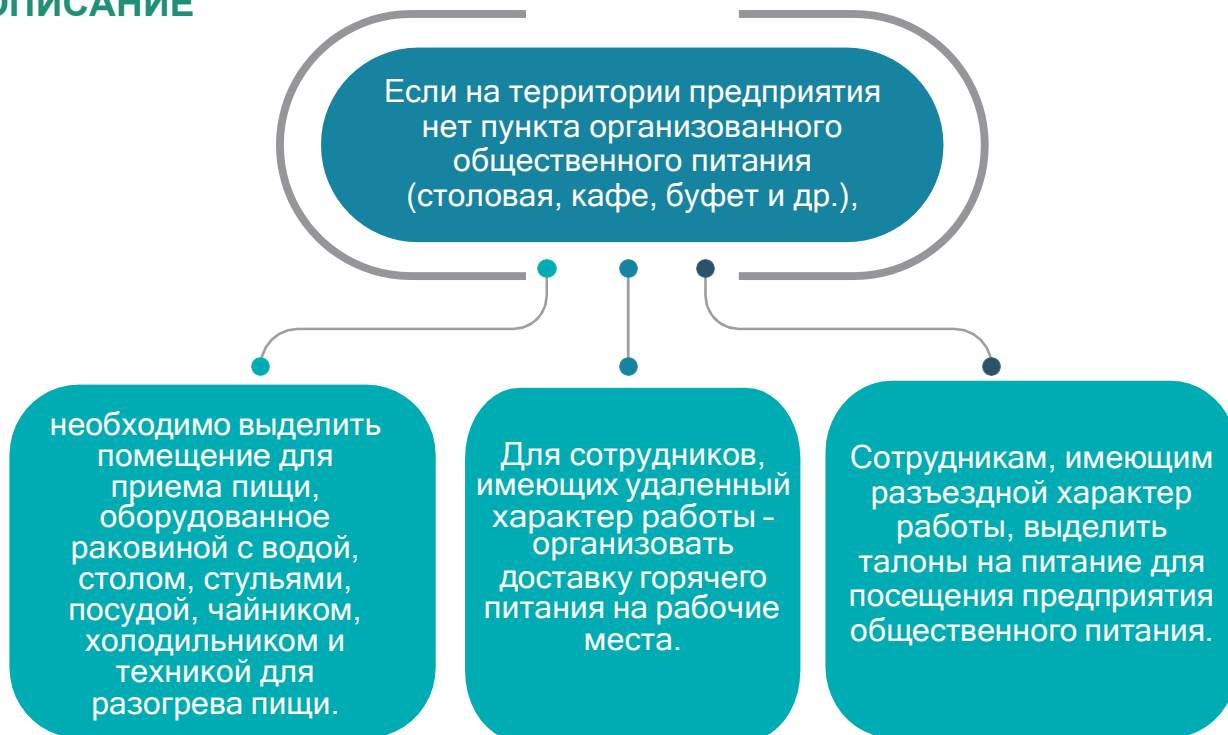 ОПИСАНИЕ
Если на территории предприятия
нет пункта организованного
общественного питания
(столовая, кафе, буфет и др.),
необходимо выделить
помещение для
приема пищи,
оборудованное
раковиной с водой,
столом, стульями,
посудой, чайником,
холодильником и
техникой для
разогрева пищи.
Для сотрудников,
имеющих удаленный
характер работы –
организовать
доставку горячего
питания на рабочие
места.
Сотрудникам, имеющим
разъездной характер
работы, выделить
талоны на питание для
посещения предприятия
общественного питания.